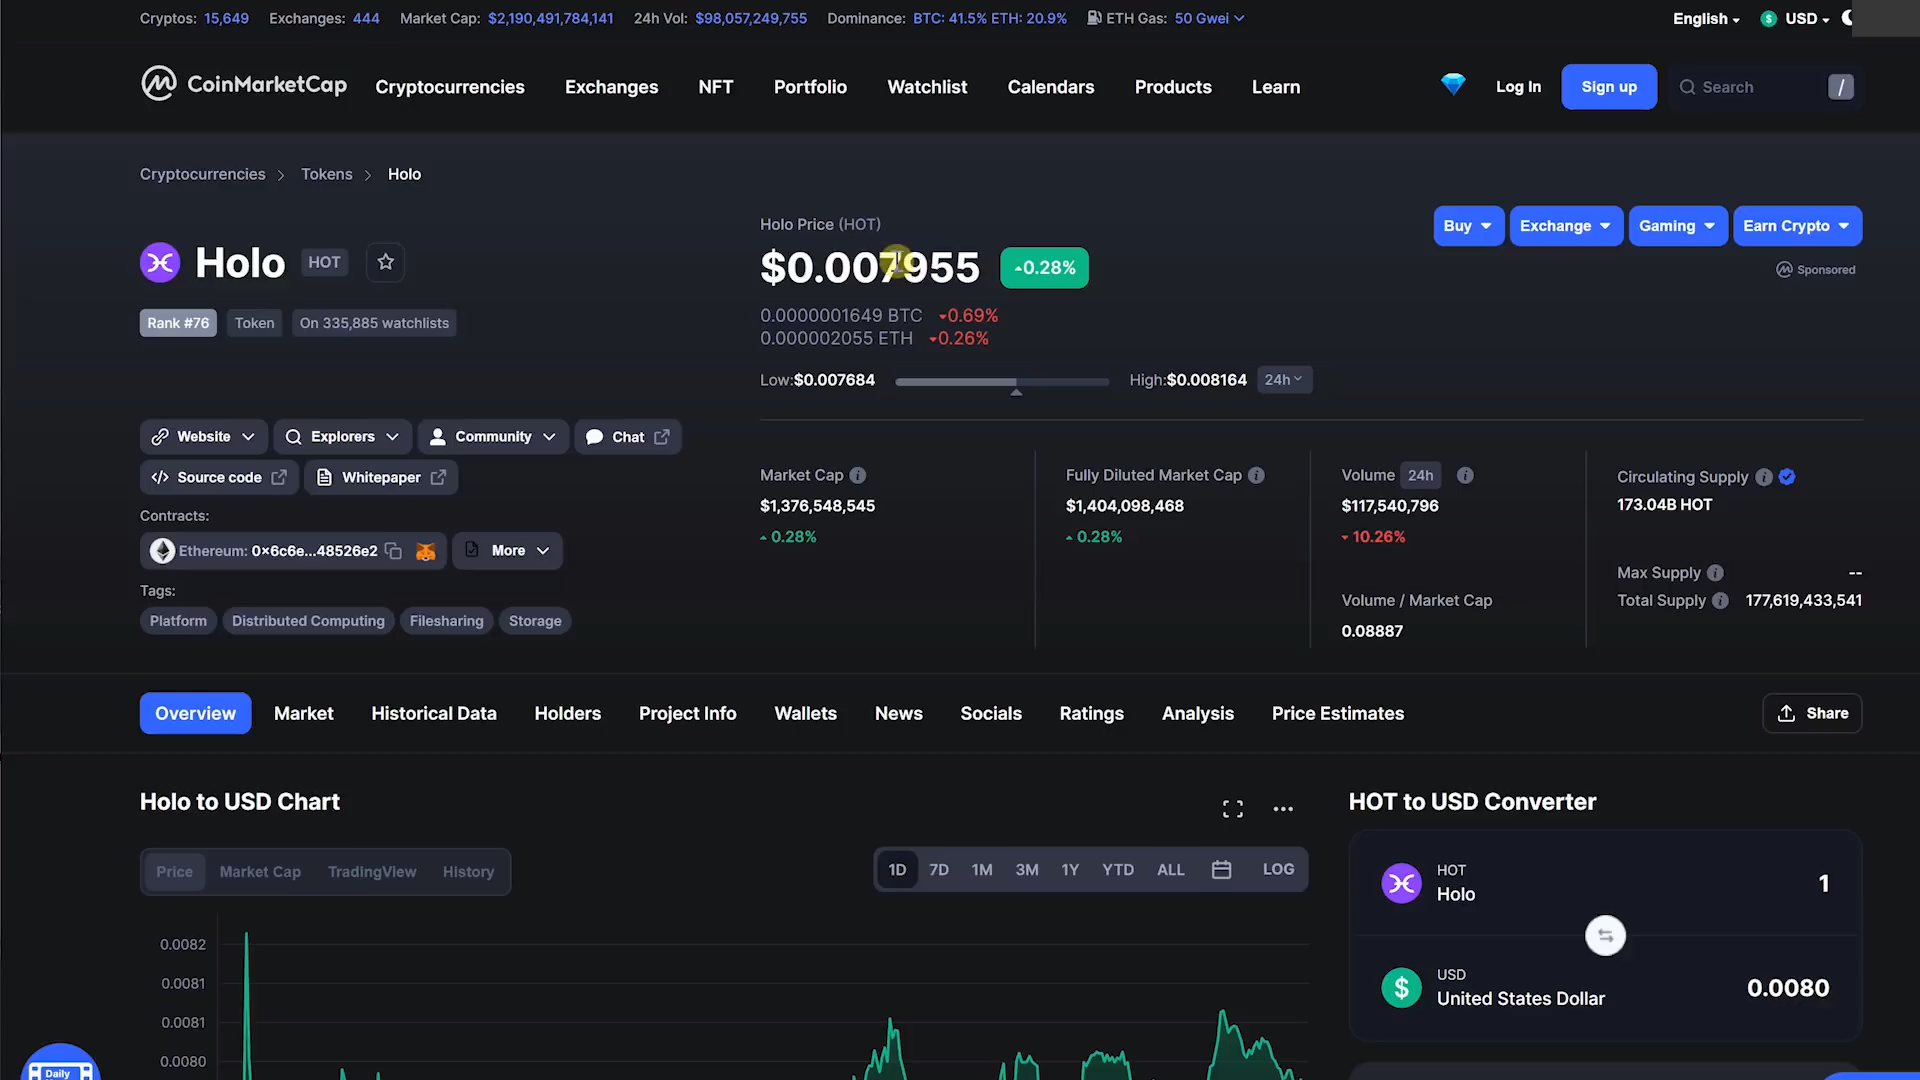 Cryptos: 15,649 Exchanges: 444 Market Cap: $2,190,491,784,141 24h Vol: $98,057,249,755 Dominance: BTC: 41.5% ETH: 20.9% ETH Gas: 50 Gwei
English USD
CoinMarketCap Cryptocurrencies Exchanges NFT Portfolio Watchlist Calendars Products Learn Log In Sign up Search /
Cryptocurrencies > Tokens > Holo
Holo HOT
Rank #76 Token On 335,885 watchlists
Holo Price (HOT)
$0.007955 0.28%
0.0000001649 BTC 0.69%
0.000002055 ETH 0.26%
Low:$0.007684 High:$0.008164 24h
Buy Exchange Gaming Earn Crypto
Sponsored
Website Explorers Community Chat
Source code Whitepaper
Contracts:
Ethereum: 0x6c6e...48526e2 More
Tags:
Platform Distributed Computing Filesharing Storage
Market Cap
$1,376,548,545
0.28%
Fully Diluted Market Cap
$1,404,098,468
0.28%
Volume 24h
$117,540,796
10.26%
Volume / Market Cap
0.08887
Circulating Supply
173.04B HOT
Max Supply --
Total Supply 177,619,433,541
Overview Market Historical Data Holders Project Info Wallets News Socials Ratings Analysis Price Estimates Share
Holo to USD Chart
Price Market Cap TradingView History
1D 7D 1M 3M 1Y YTD ALL LOG
0.0082
0.0081
0.0081
0.0080
HOT to USD Converter
HOT
Holo 1
USD
United States Dollar 0.0080
Daily